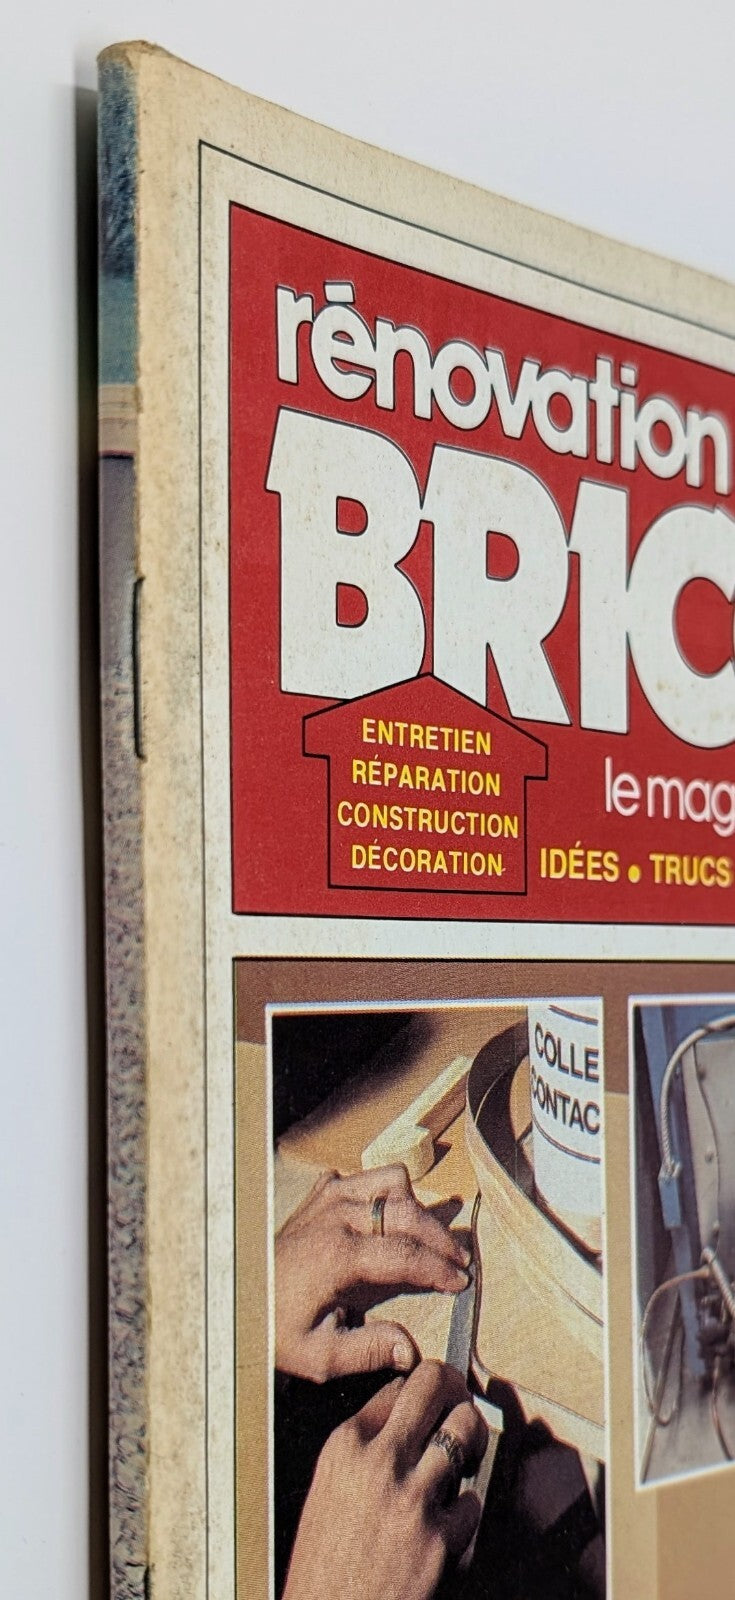 rénovation
BRIC
le mag
ENTRETIEN
RÉPARATION
CONSTRUCTION
DÉCORATION
IDÉES • TRUCS
COLLE
CONTAC